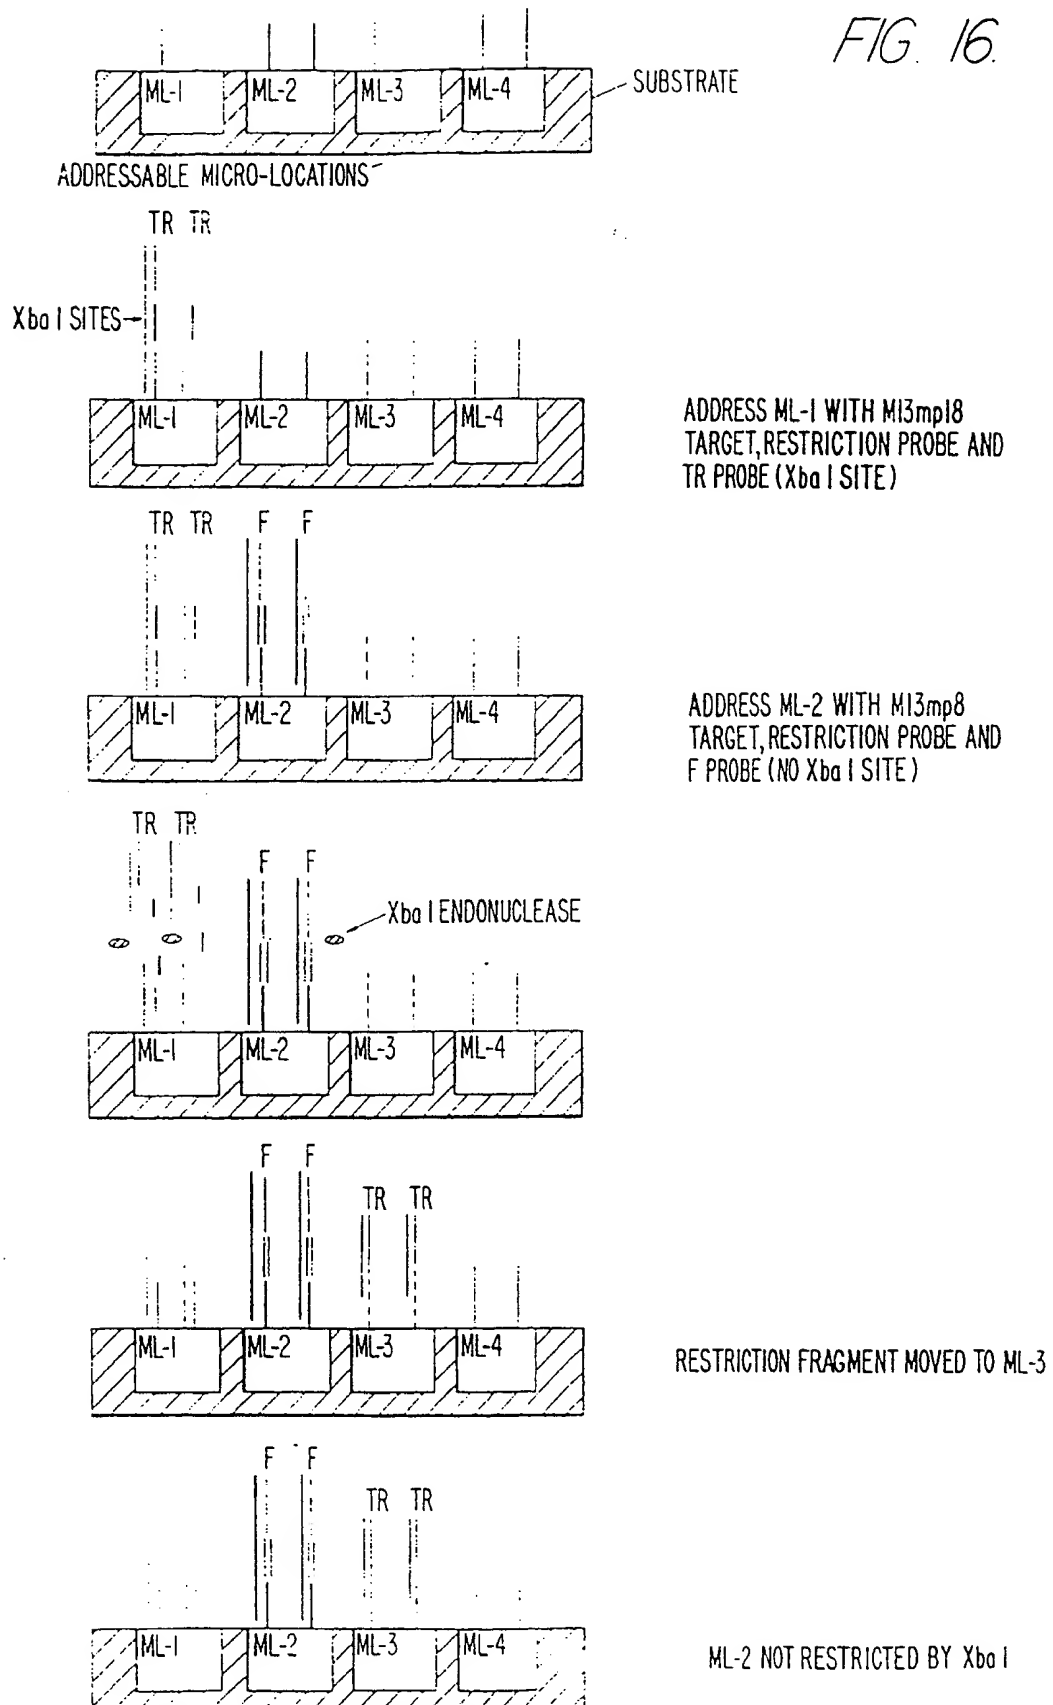 FIG. 16.
ML-1 ML-2 ML-3 ML-4
SUBSTRATE
ADDRESSABLE MICRO-LOCATIONS
TR TR
Xba I SITES
ML-1 ML-2 ML-3 ML-4
ADDRESS ML-1 WITH M13mp18
TARGET, RESTRICTION PROBE AND
TR PROBE (Xba I SITE)
TR TR F F
ML-1 ML-2 ML-3 ML-4
ADDRESS ML-2 WITH M13mp8
TARGET, RESTRICTION PROBE AND
F PROBE (NO Xba I SITE)
TR TR
F F
Xba I ENDONUCLEASE
ML-1 ML-2 ML-3 ML-4
F F
TR TR
ML-1 ML-2 ML-3 ML-4
RESTRICTION FRAGMENT MOVED TO ML-3
F F
TR TR
ML-1 ML-2 ML-3 ML-4
ML-2 NOT RESTRICTED BY Xba I